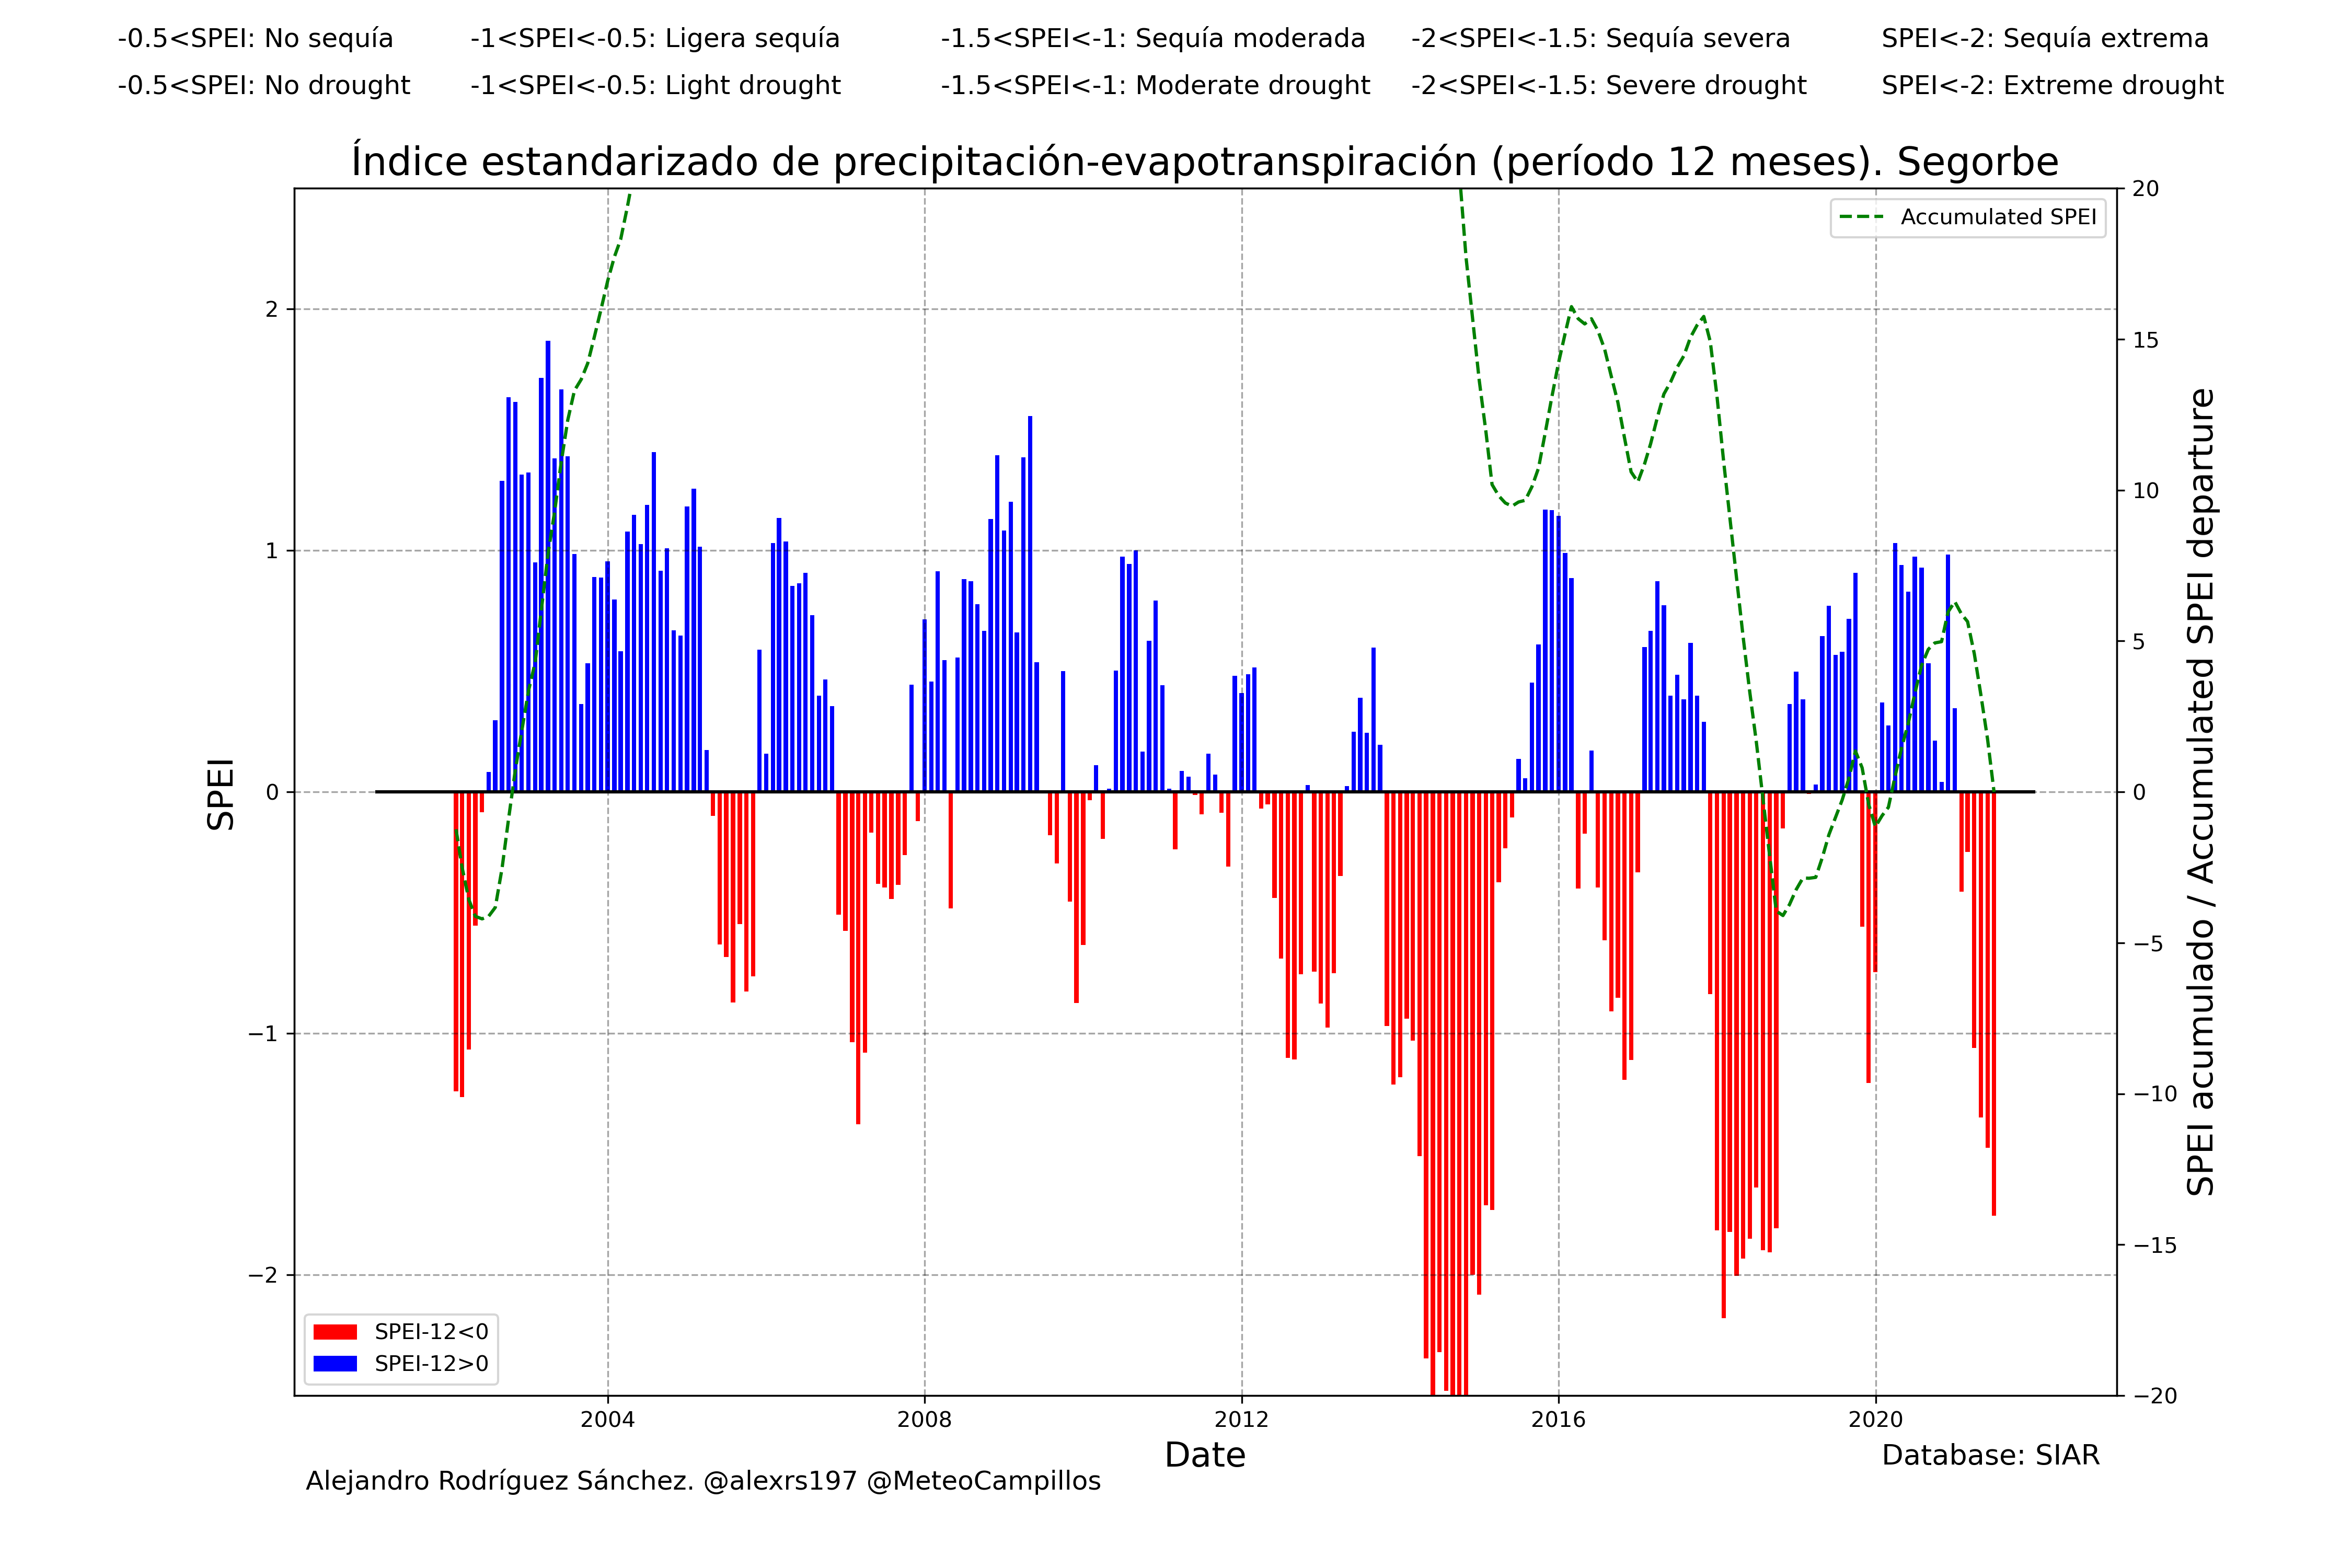 -0.5<SPEI: No sequía -1<SPEI<-0.5: Ligera sequía -1.5<SPEI<-1: Sequía moderada -2<SPEI<-1.5: Sequía severa SPEI<-2: Sequía extrema
-0.5<SPEI: No drought -1<SPEI<-0.5: Light drought -1.5<SPEI<-1: Moderate drought -2<SPEI<-1.5: Severe drought SPEI<-2: Extreme drought
Índice estandarizado de precipitación-evapotranspiración (período 12 meses). Segorbe
Accumulated SPEI
2
1
0
−1
−2
SPEI
20
15
10
5
0
−5
−10
−15
−20
SPEI acumulado / Accumulated SPEI departure
SPEI-12<0
SPEI-12>0
2004 2008 2012 2016 2020
Date
Database: SIAR
Alejandro Rodríguez Sánchez. @alexrs197 @MeteoCampillos